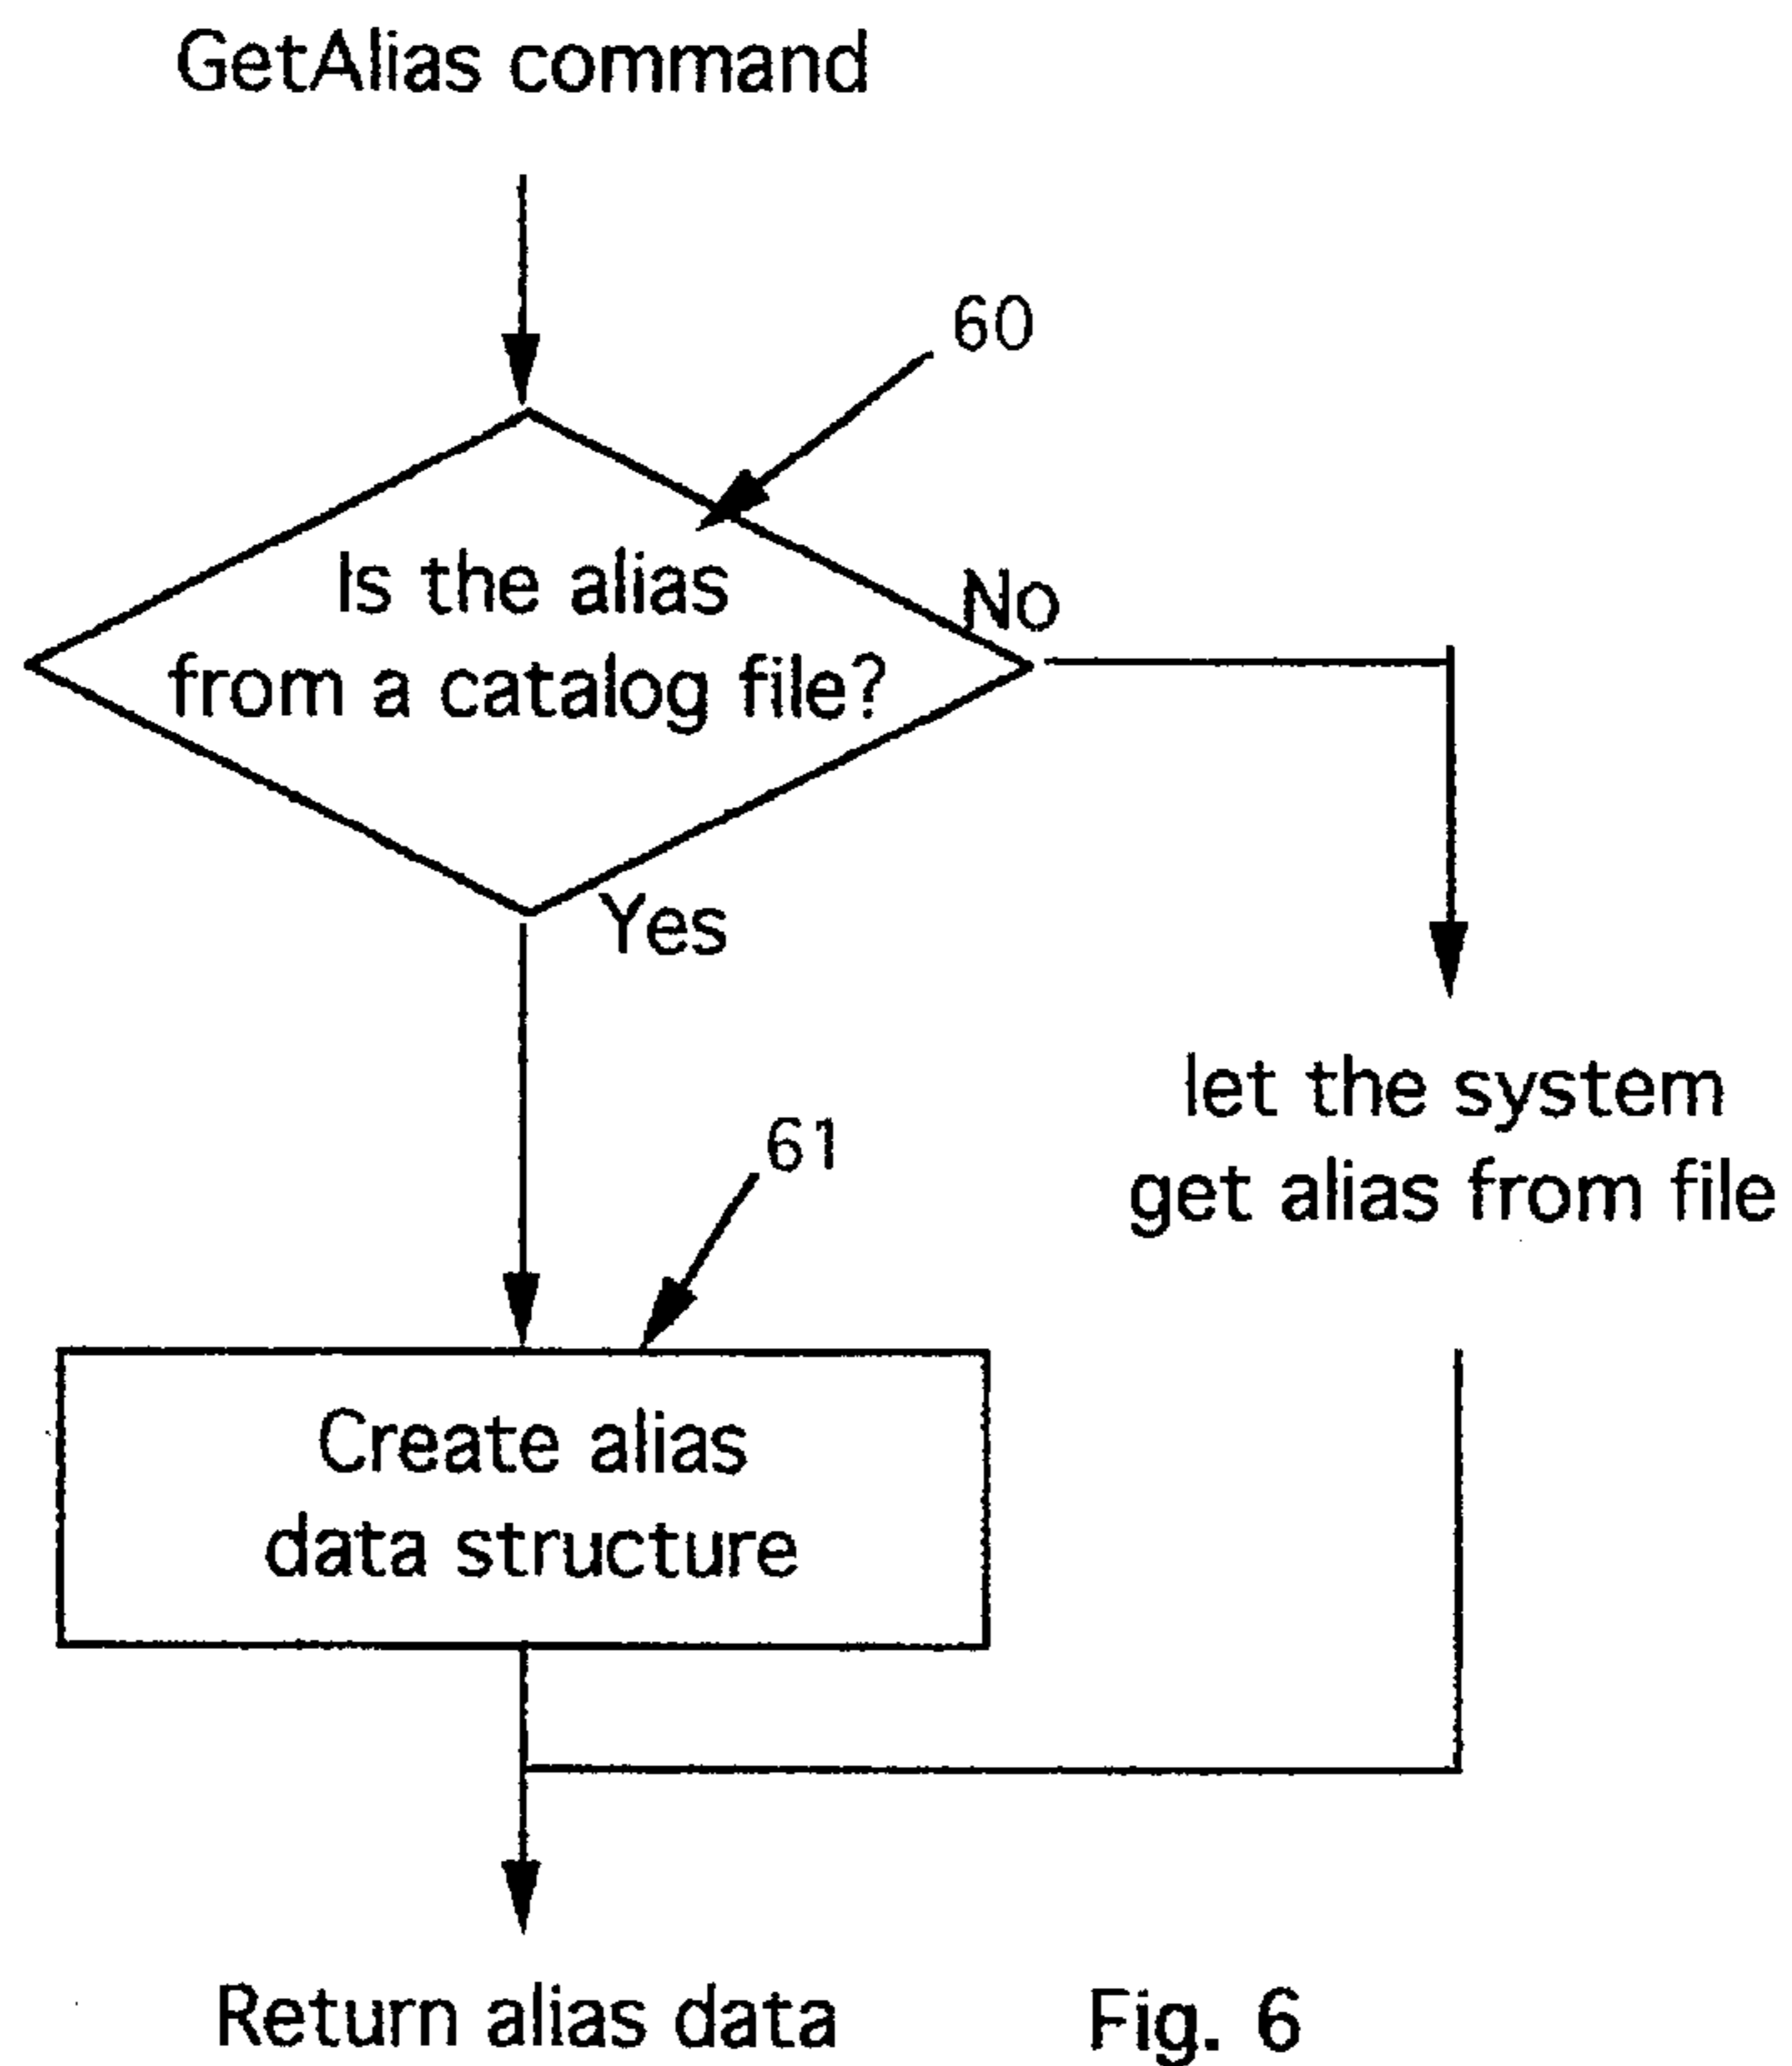 GetAlias command
60
Is the alias
from a catalog file?
No
Yes
let the system
get alias from file
61
Create alias
data structure
Return alias data
Fig. 6